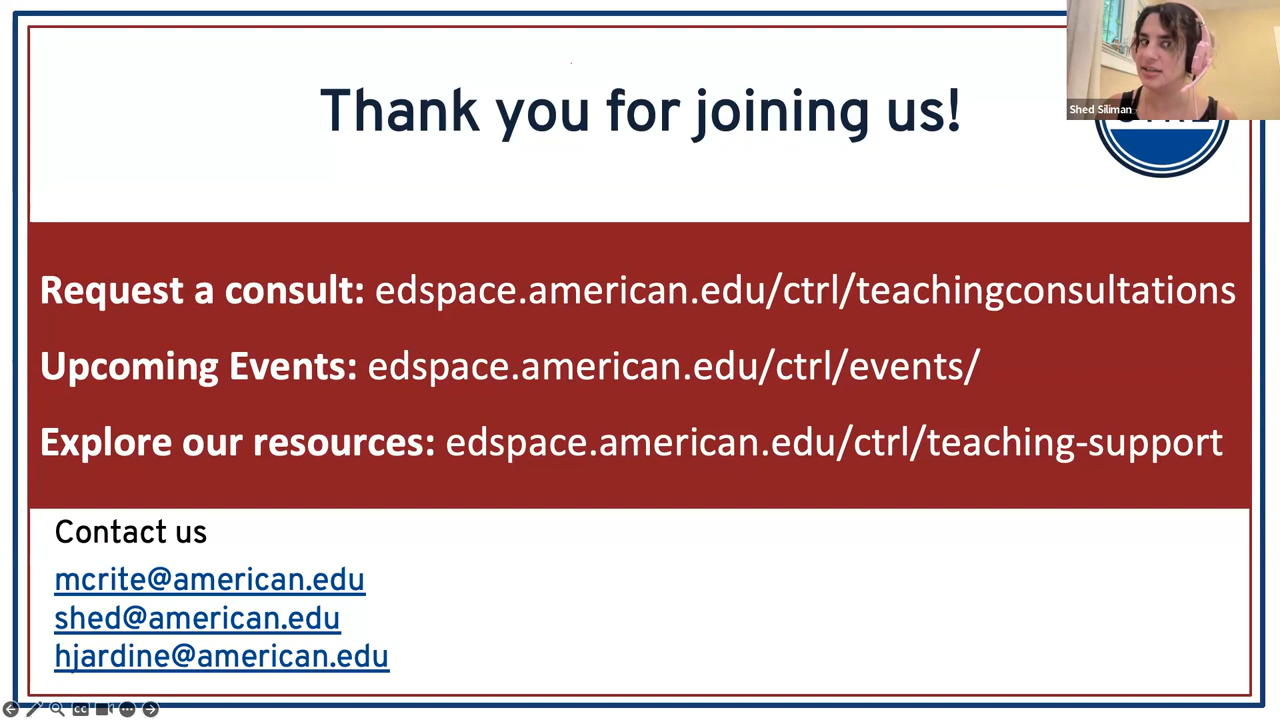 Thank you for joining us!
Shed Siliman
Request a consult: edspace.american.edu/ctrl/teachingconsultations
Upcoming Events: edspace.american.edu/ctrl/events/
Explore our resources: edspace.american.edu/ctrl/teaching-support
Contact us
mcrite@american.edu
shed@american.edu
hjardine@american.edu
CC